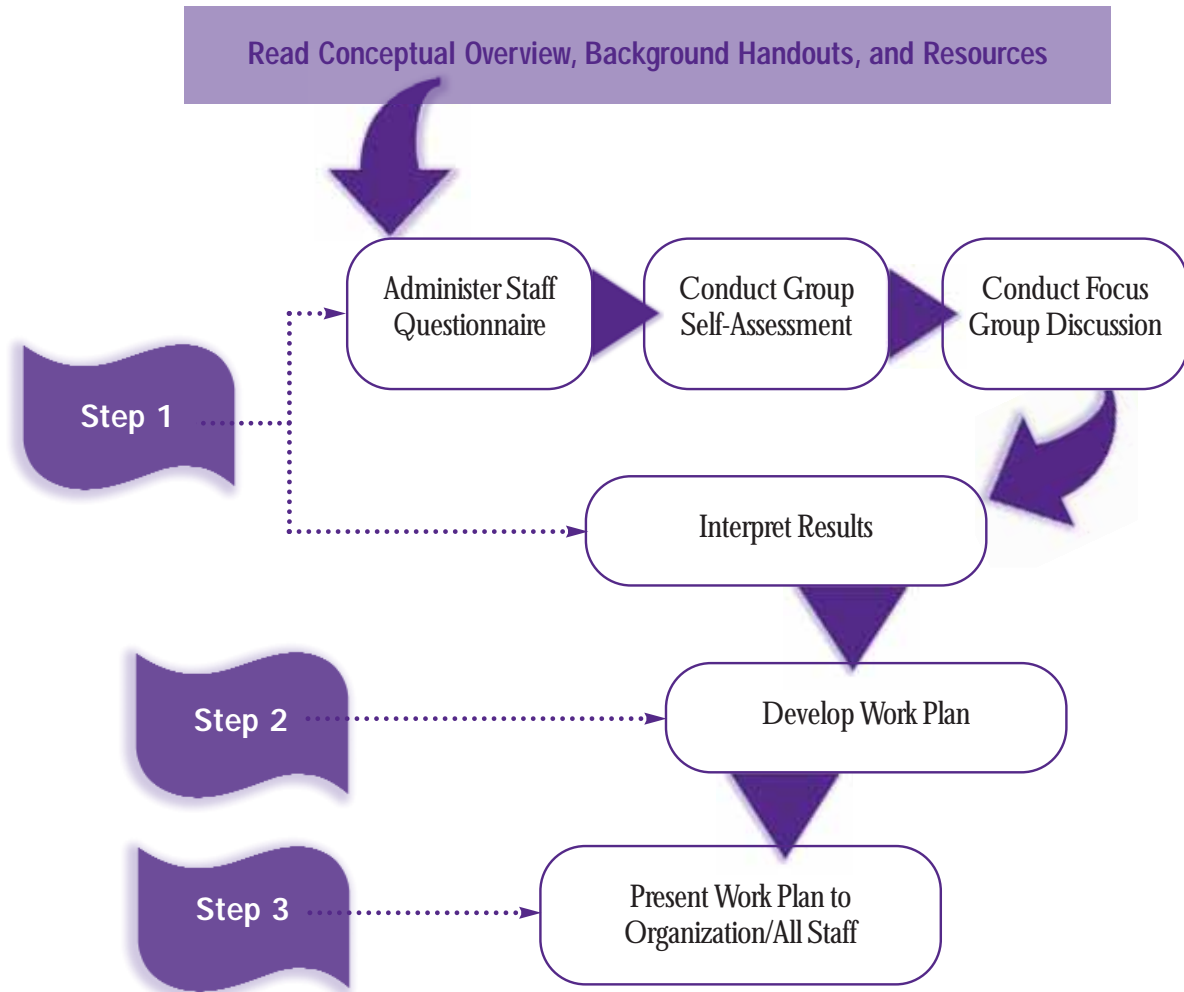 Read Conceptual Overview, Background Handouts, and Resources
Administer Staff
Questionnaire
Conduct Group
Self-Assessment
Conduct Focus
Group Discussion
Step 1
Interpret Results
Step 2
Develop Work Plan
Step 3
Present Work Plan to
Organization/All Staff